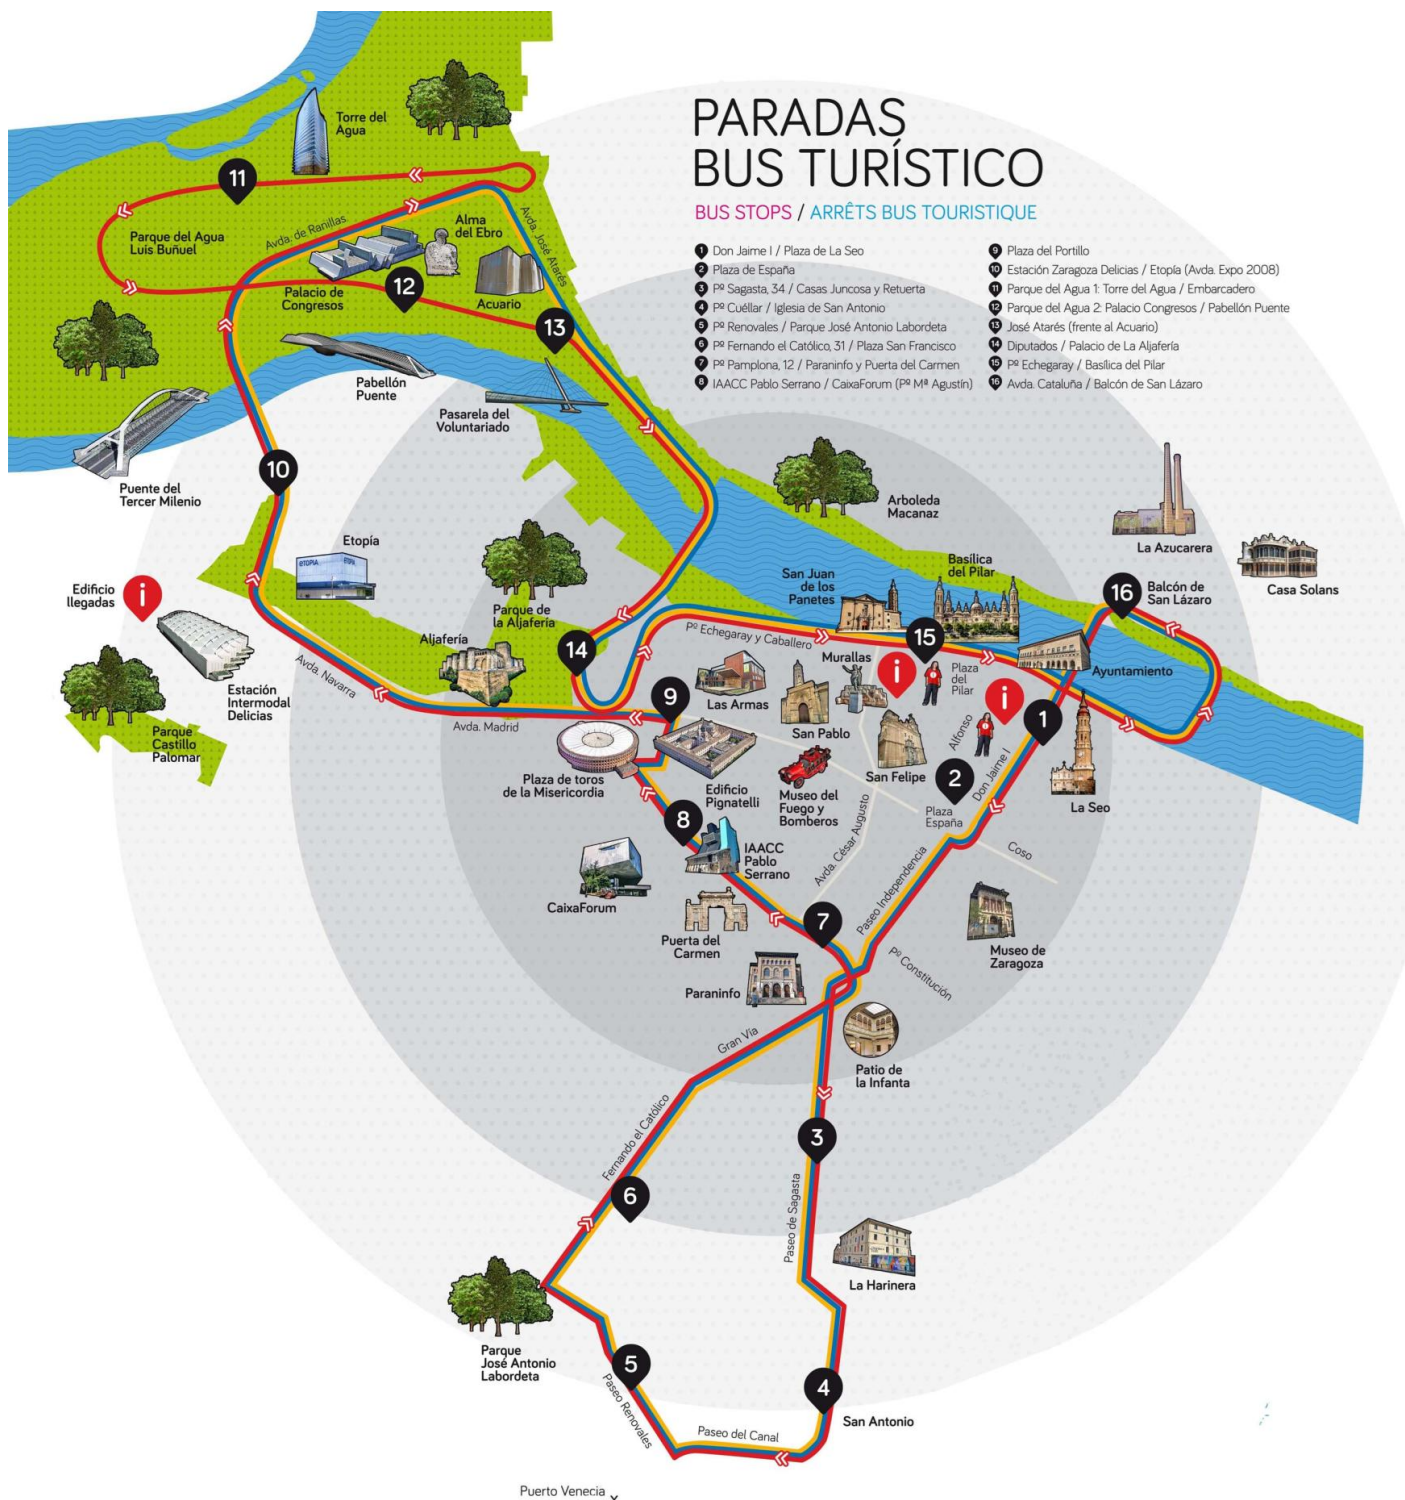 PARADAS
BUS TURÍSTICO
BUS STOPS / ARRÊTS BUS TOURISTIQUE
1 Don Jaime I / Plaza de La Seo
2 Plaza de España
3 Pº Sagasta, 34 / Casas Juncosa y Retuerta
4 Pº Cuéllar / Iglesia de San Antonio
5 Pº Renovales / Parque José Antonio Labordeta
6 Pº Fernando el Católico, 31 / Plaza San Francisco
7 Pº Pamplona, 12 / Paraninfo y Puerta del Carmen
8 IAACC Pablo Serrano / CaixaForum (Pº Mª Agustín)
9 Plaza del Portillo
10 Estación Zaragoza Delicias / Etopía (Avda. Expo 2008)
11 Parque del Agua 1: Torre del Agua / Embarcadero
12 Parque del Agua 2: Palacio Congresos / Pabellón Puente
13 José Atarés (frente al Acuario)
14 Diputados / Palacio de La Aljafería
15 Pº Echegaray / Basílica del Pilar
16 Avda. Cataluña / Balcón de San Lázaro
Torre del
Agua
11
Parque del Agua
Luis Buñuel
Avda. de Ranillas
Alma
del Ebro
Avda. José Atarés
Palacio de
Congresos
12
Acuario
13
Pabellón
Puente
Pasarela del
Voluntariado
Puente del
Tercer Milenio
10
Etopía
ETOPIA
Edificio
llegadas
i
Estación
Intermodal
Delicias
Parque
Castillo
Palomar
Avda. Navarra
Parque de
la Aljafería
Aljafería
Avda. Madrid
14
Arboleda
Macanaz
La Azucarera
Casa Solans
San Juan
de los
Panetes
Basílica
del Pilar
16
Balcón de
San Lázaro
Pº Echegaray y Caballero
15
Murallas
i
Plaza
del
Pilar
i
Ayuntamiento
Las Armas
San Pablo
San Felipe
Alfonso
1
Don Jaime I
La Seo
9
Plaza de toros
de la Misericordia
Edificio
Pignatelli
Museo del
Fuego y
Bomberos
2
Plaza
España
Coso
8
IAACC
Pablo
Serrano
Avda. César Augusto
Paseo Independencia
CaixaForum
Puerta del
Carmen
7
Museo de
Zaragoza
Pº Constitución
Paraninfo
Gran Vía
Patio de
la Infanta
Fernando el Católico
3
Paseo de Sagasta
6
La Harinera
Parque
José Antonio
Labordeta
5
Paseo Renovales
4
San Antonio
Paseo del Canal
Puerto Venecia